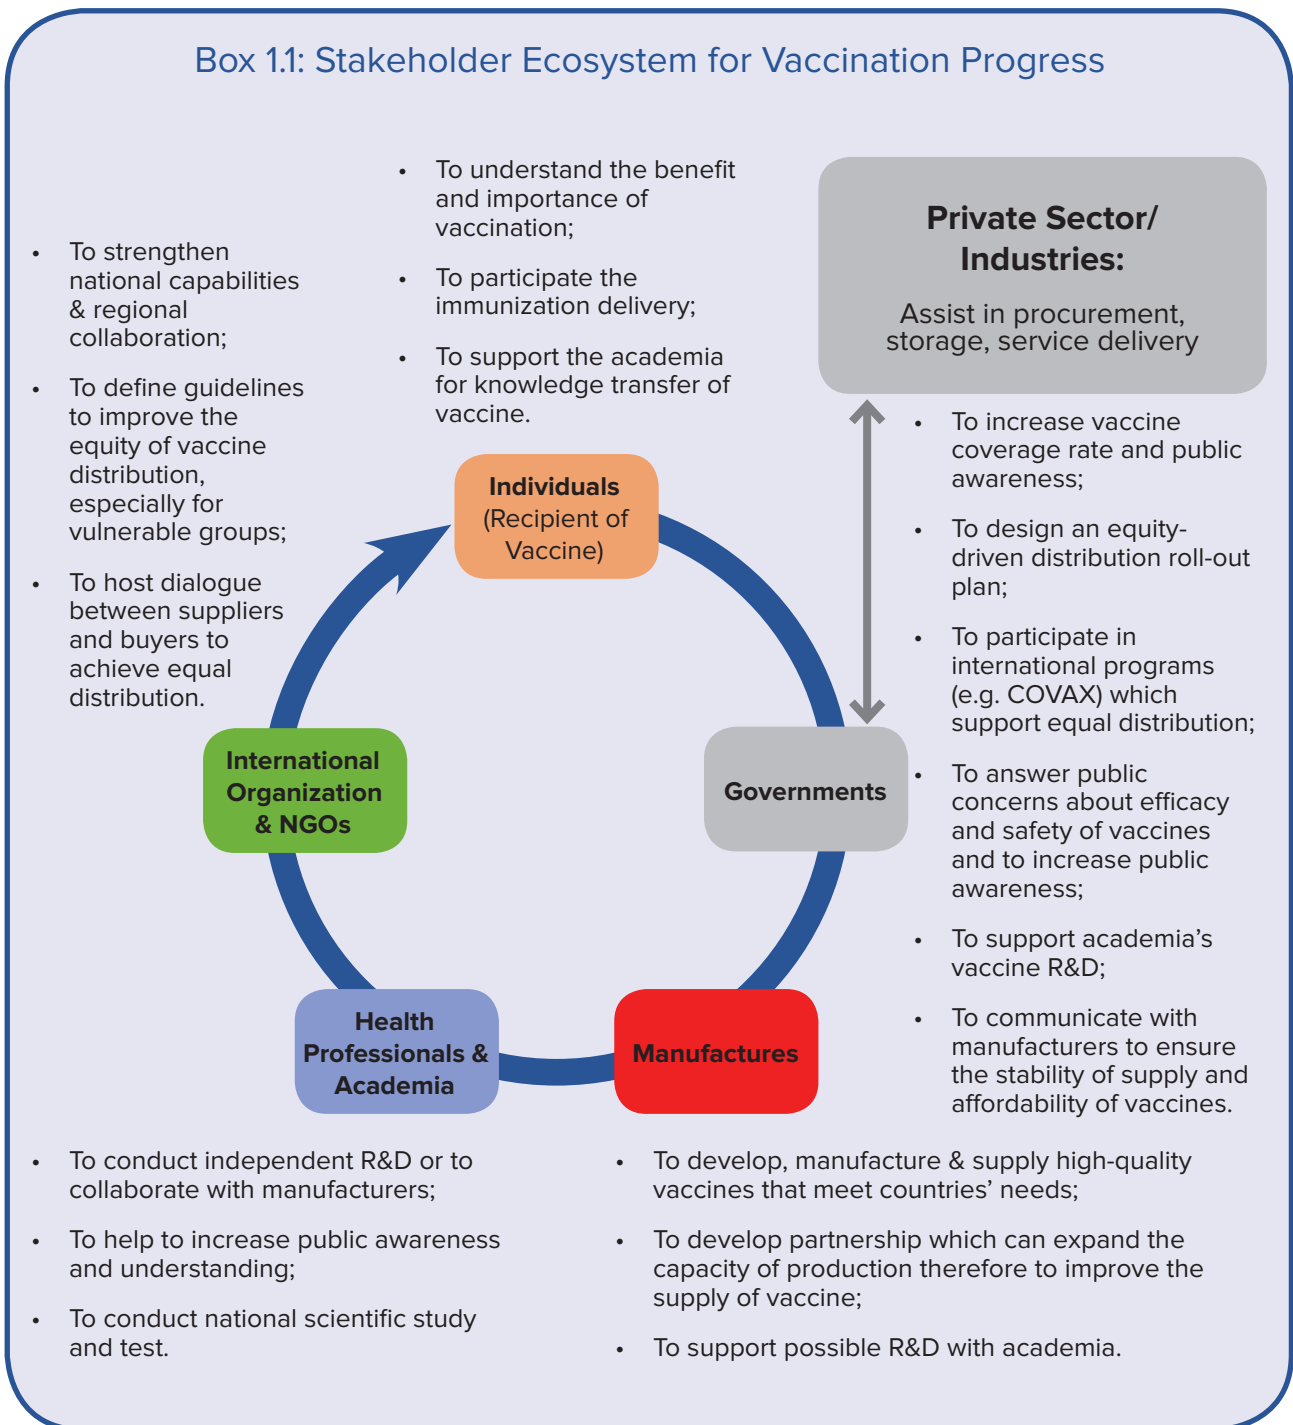 Box 1.1: Stakeholder Ecosystem for Vaccination Progress
• To strengthen
national capabilities
& regional
collaboration;
• To define guidelines
to improve the
equity of vaccine
distribution,
especially for
vulnerable groups;
• To host dialogue
between suppliers
and buyers to
achieve equal
distribution.
• To understand the benefit
and importance of
vaccination;
• To participate the
immunization delivery;
• To support the academia
for knowledge transfer of
vaccine.
Private Sector/
Industries:
Assist in procurement,
storage, service delivery
• To increase vaccine
coverage rate and public
awareness;
• To design an equity-
driven distribution roll-out
plan;
• To participate in
international programs
(e.g. COVAX) which
support equal distribution;
• To answer public
concerns about efficacy
and safety of vaccines
and to increase public
awareness;
• To support academia’s
vaccine R&D;
• To communicate with
manufacturers to ensure
the stability of supply and
affordability of vaccines.
Individuals
(Recipient of
Vaccine)
International
Organization
& NGOs
Governments
Health
Professionals &
Academia
Manufactures
• To conduct independent R&D or to
collaborate with manufacturers;
• To help to increase public awareness
and understanding;
• To conduct national scientific study
and test.
• To develop, manufacture & supply high-quality
vaccines that meet countries’ needs;
• To develop partnership which can expand the
capacity of production therefore to improve the
supply of vaccine;
• To support possible R&D with academia.